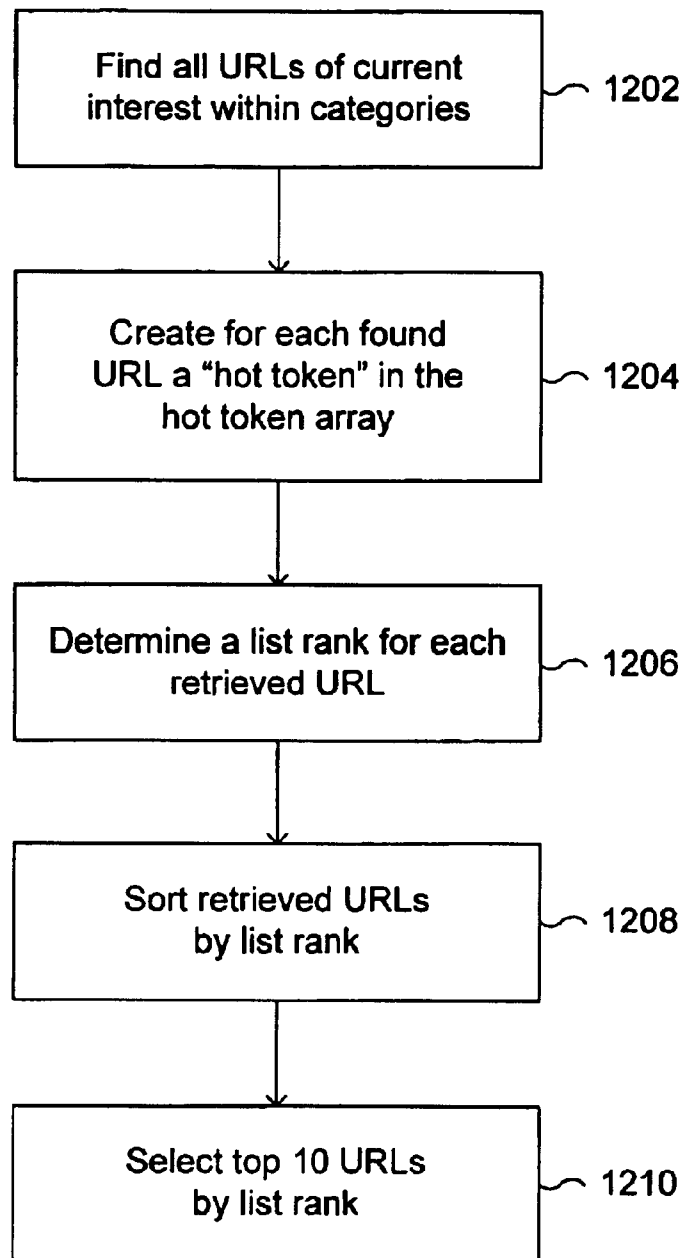 Find all URLs of current
interest within categories
1202
Create for each found
URL a “hot token” in the
hot token array
1204
Determine a list rank for each
retrieved URL
1206
Sort retrieved URLs
by list rank
1208
Select top 10 URLs
by list rank
1210